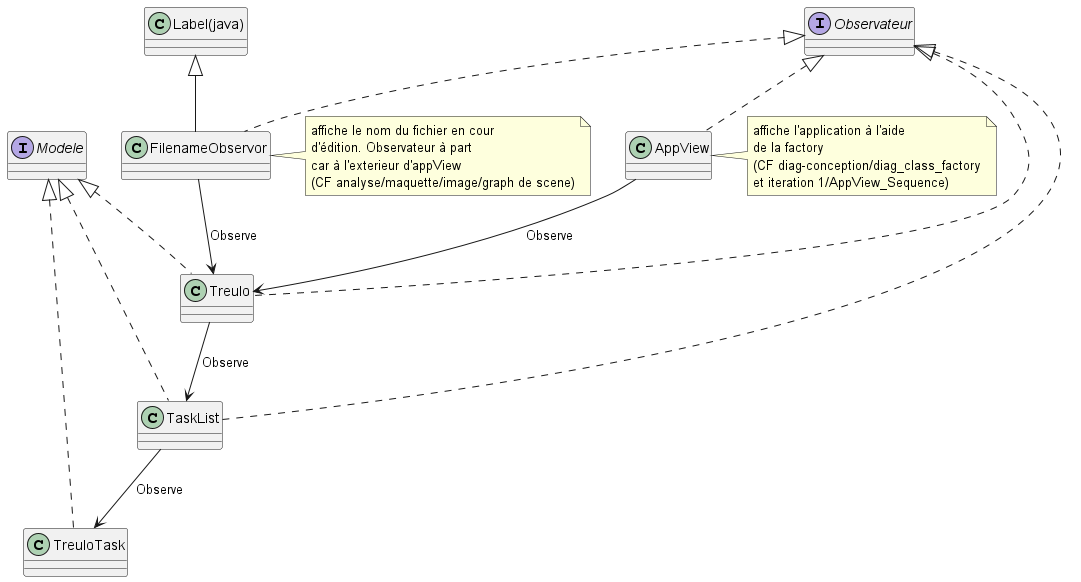 C Label(java)
I Observateur
I Modele
C FilenameObservor
affiche le nom du fichier en cour
d'édition. Observateur à part
car à l'exterieur d'appView
(CF analyse/maquette/image/graph de scene)
C AppView
affiche l'application à l'aide
de la factory
(CF diag-conception/diag_class_factory
et iteration 1/AppView_Sequence)
Observe
Observe
C Treulo
Observe
C TaskList
Observe
C TreuloTask